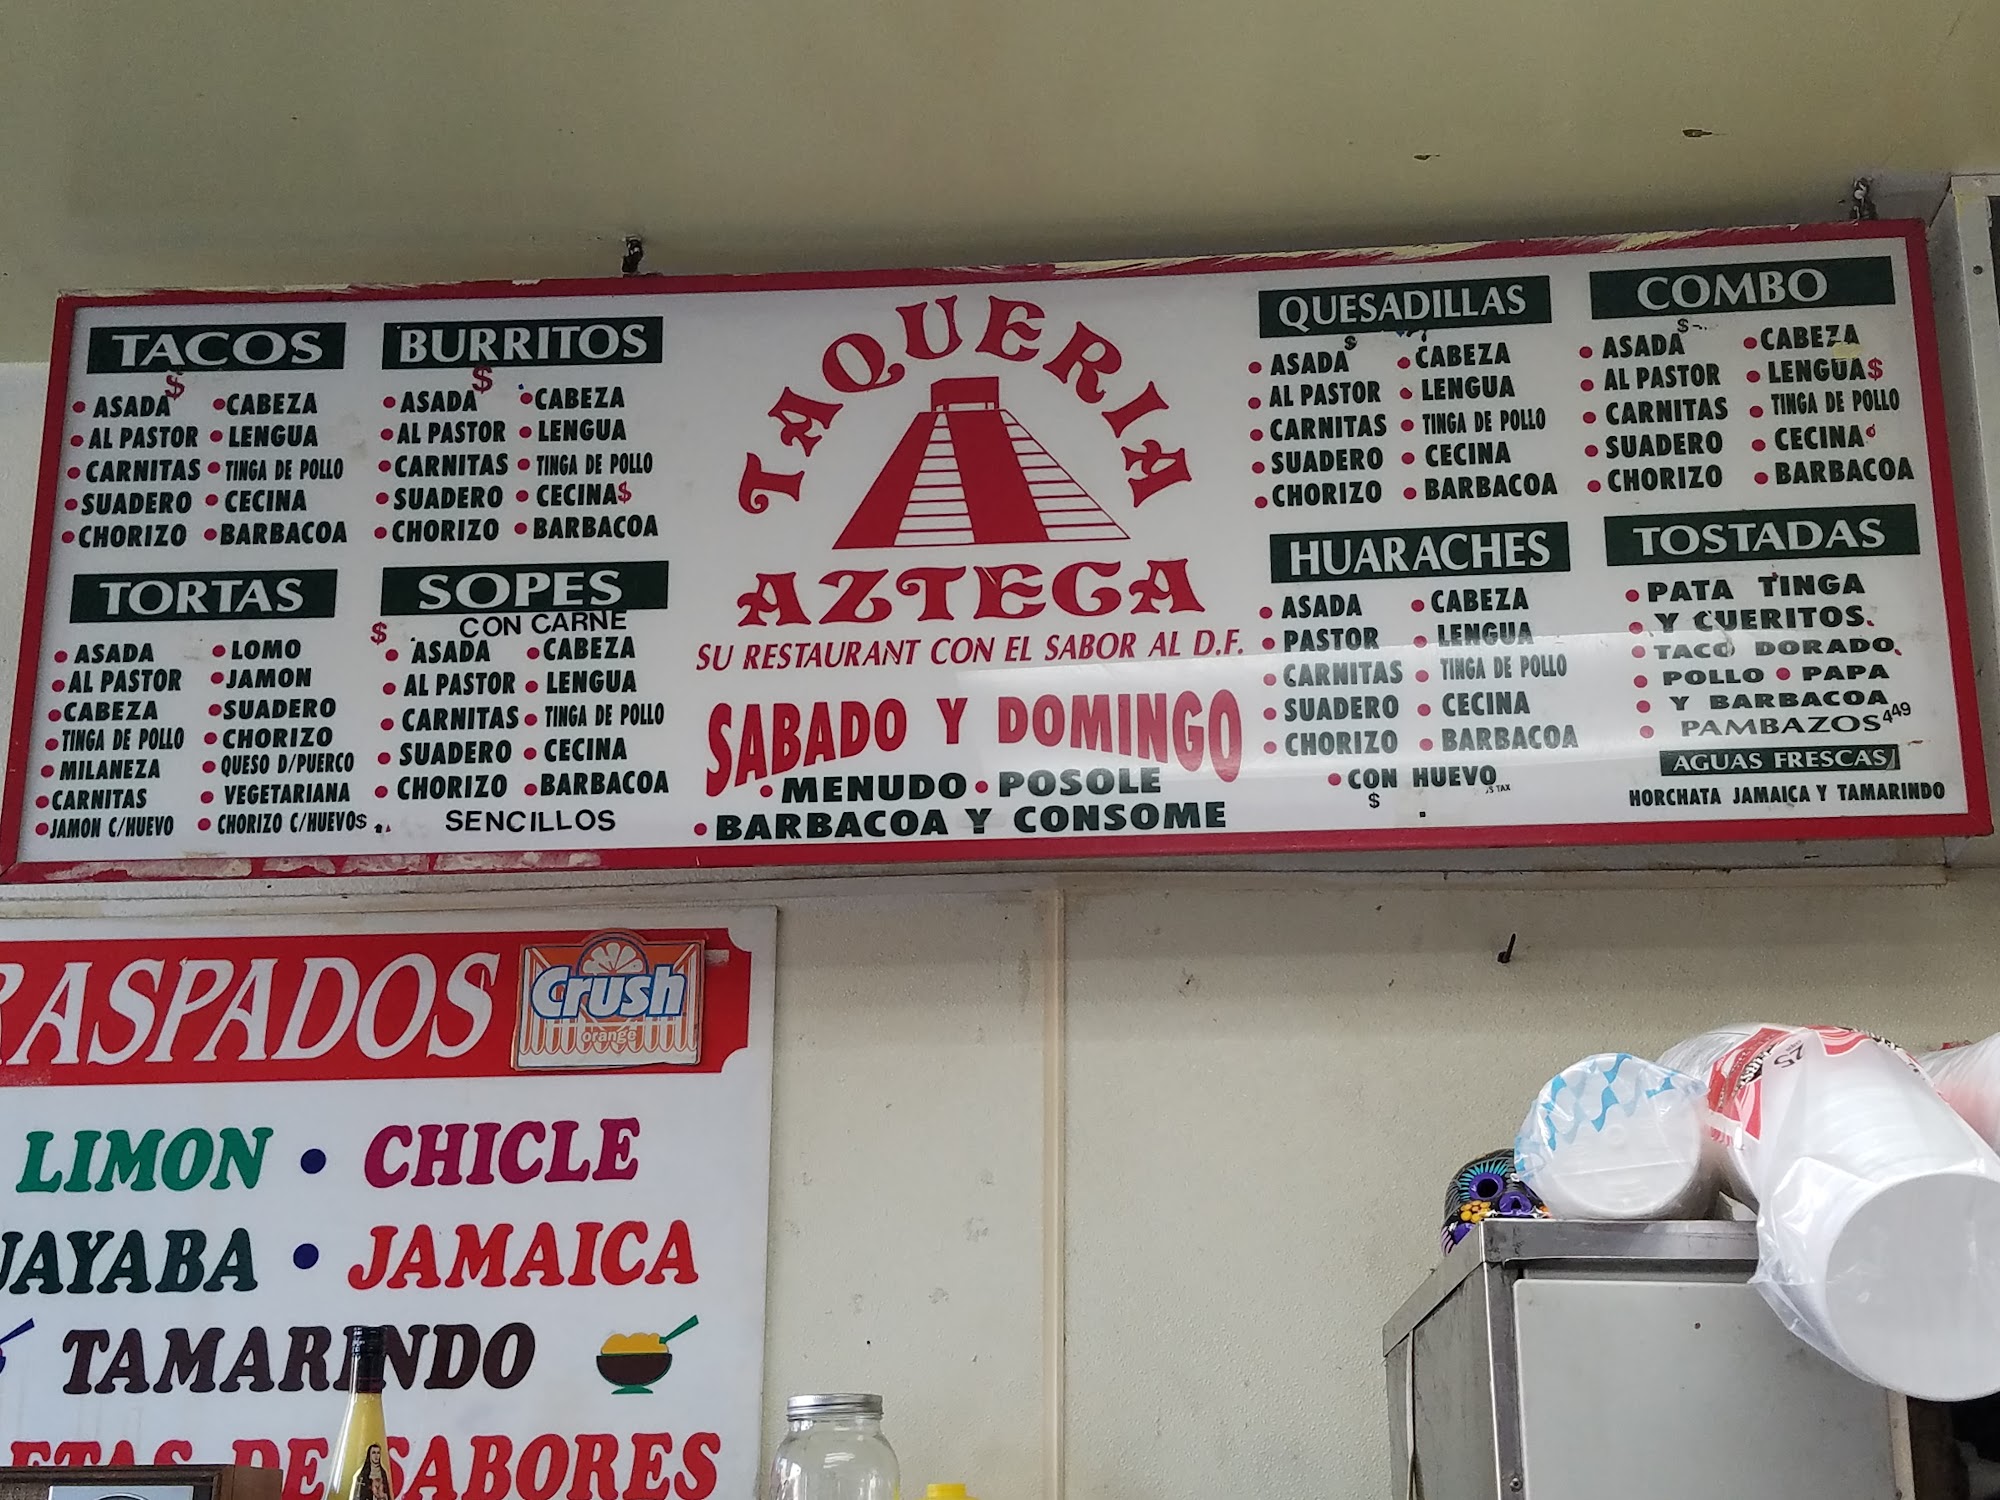 TACOS
$
• ASADA • CABEZA
• AL PASTOR • LENGUA
• CARNITAS • TINGA DE POLLO
• SUADERO • CECINA
• CHORIZO • BARBACOA
TORTAS
• ASADA • LOMO
• AL PASTOR • JAMON
• CABEZA • SUADERO
• TINGA DE POLLO • CHORIZO
• MILANEZA • QUESO D/PUERCO
• CARNITAS • VEGETARIANA
• JAMON C/HUEVO • CHORIZO C/HUEVO$
BURRITOS
$
• ASADA • CABEZA
• AL PASTOR • LENGUA
• CARNITAS • TINGA DE POLLO
• SUADERO • CECINA$
• CHORIZO • BARBACOA
SOPES
CON CARNE
$
• ASADA • CABEZA
• AL PASTOR • LENGUA
• CARNITAS • TINGA DE POLLO
• SUADERO • CECINA
• CHORIZO • BARBACOA
SENCILLOS
TAQUERIA
AZTECA
SU RESTAURANT CON EL SABOR AL D.F.
SABADO Y DOMINGO
• MENUDO • POSOLE
• BARBACOA Y CONSOME
QUESADILLAS
$
• ASADA • CABEZA
• AL PASTOR • LENGUA
• CARNITAS • TINGA DE POLLO
• SUADERO • CECINA
• CHORIZO • BARBACOA
HUARACHES
• ASADA • CABEZA
• PASTOR • LENGUA
• CARNITAS • TINGA DE POLLO
• SUADERO • CECINA
• CHORIZO • BARBACOA
• CON HUEVO
TAX
$
COMBO
$
• ASADA • CABEZA
• AL PASTOR • LENGUA$
• CARNITAS • TINGA DE POLLO
• SUADERO • CECINA
• CHORIZO • BARBACOA
TOSTADAS
• PATA TINGA
• Y CUERITOS.
• TACO DORADO.
• POLLO • PAPA
• Y BARBACOA
• PAMBAZOS 449
AGUAS FRESCAS
HORCHATA JAMAICA Y TAMARINDO
RASPADOS
Crush
orange
LIMON • CHICLE
UAYABA • JAMAICA
TAMARINDO
ETAS DE SABORES
25